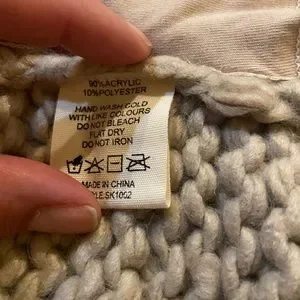 90% ACRYLIC
10% POLYESTER
HAND WASH COLD
WITH LIKE COLOURS
DO NOT BLEACH
FLAT DRY
DO NOT IRON
MADE IN CHINA
SK1002